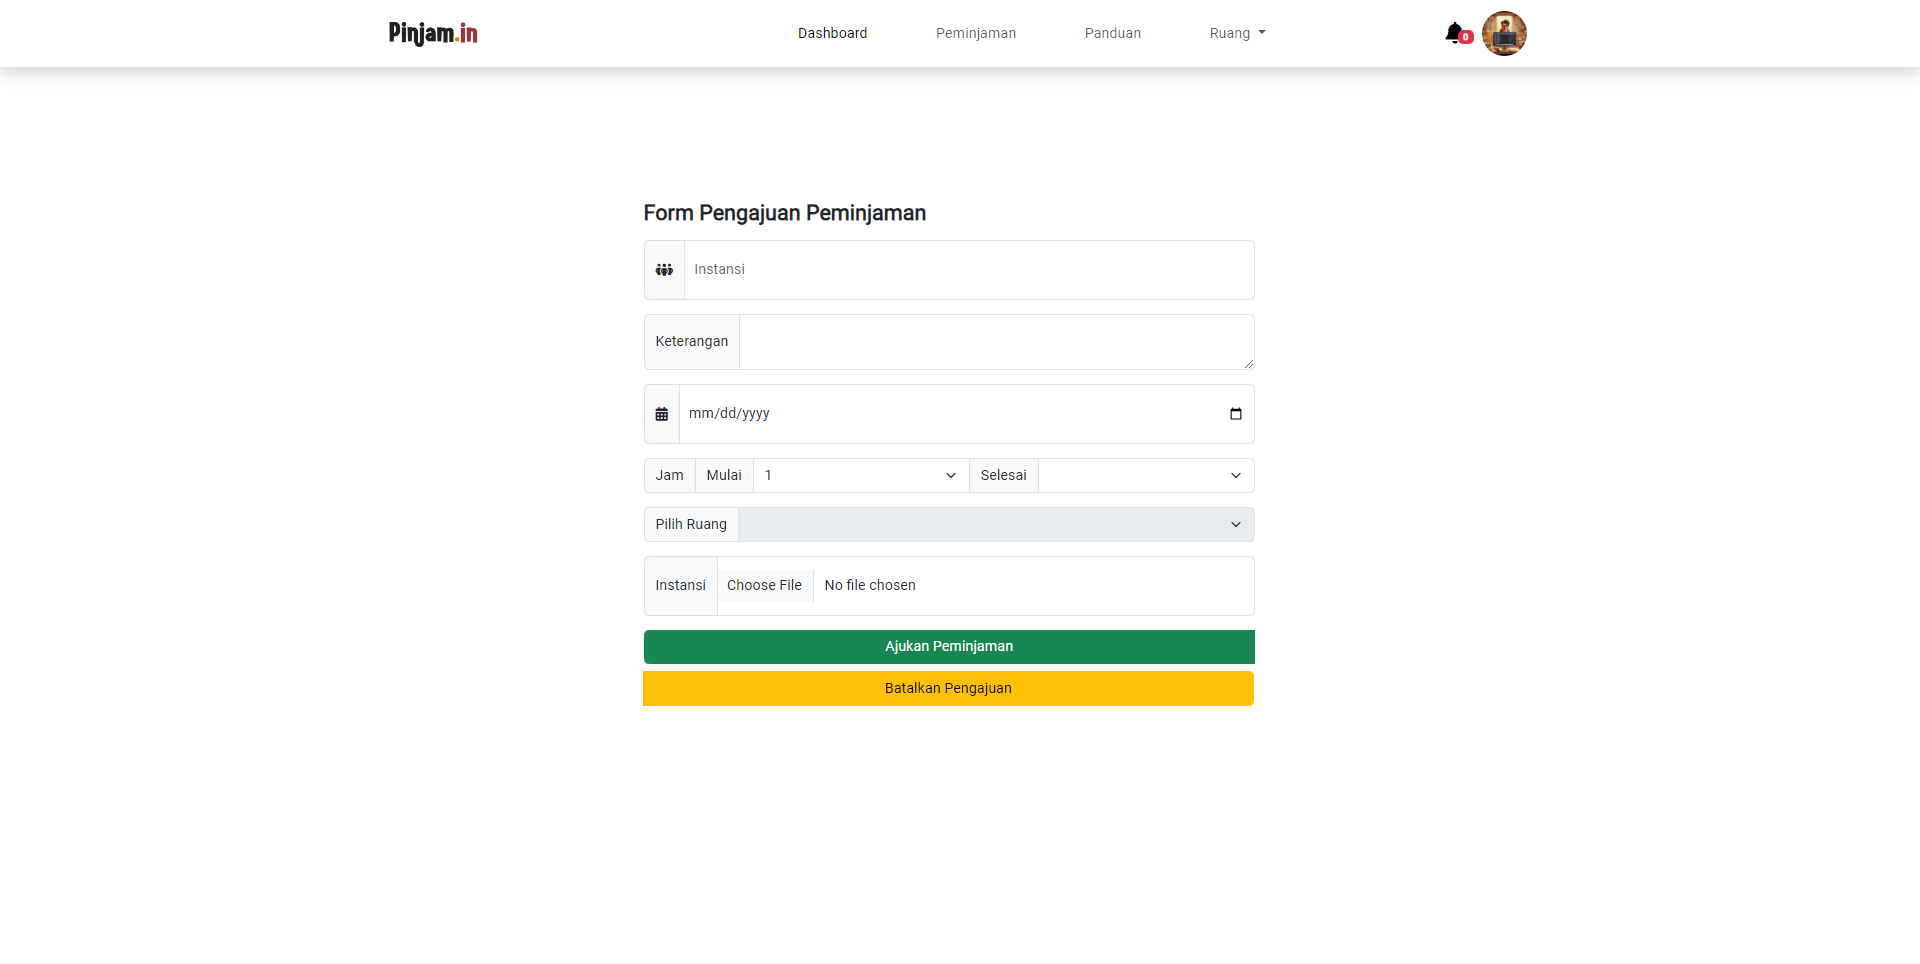 Pinjam.in Dashboard Peminjaman Panduan Ruang 0
Form Pengajuan Peminjaman
Instansi
Keterangan
mm/dd/yyyy
Jam Mulai 1 Selesai
Pilih Ruang
Instansi Choose File No file chosen
Ajukan Peminjaman
Batalkan Pengajuan